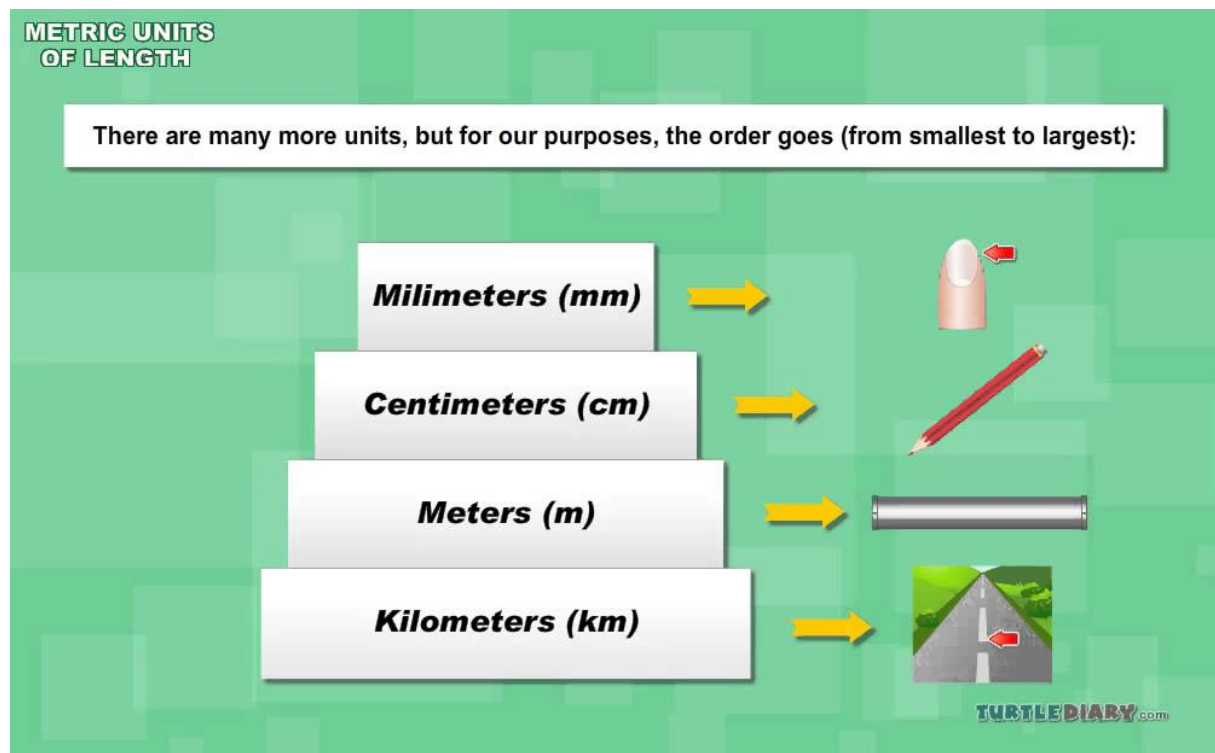 METRIC UNITS
OF LENGTH
There are many more units, but for our purposes, the order goes (from smallest to largest):
Milimeters (mm)
Centimeters (cm)
Meters (m)
Kilometers (km)
TURTLEDIARY.com